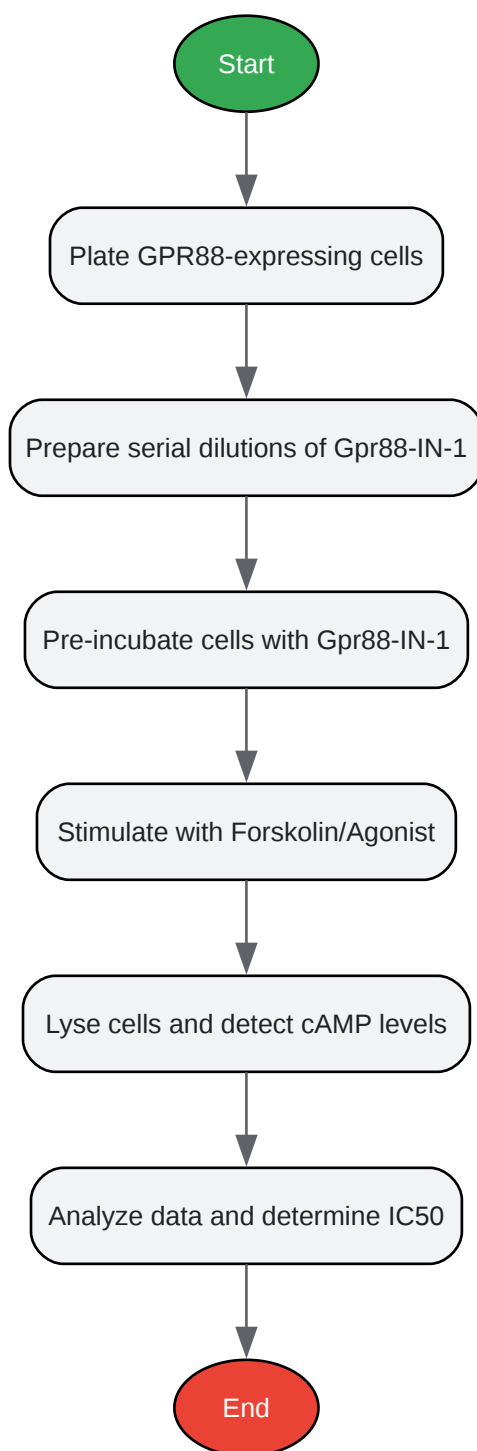 Start
Plate GPR88-expressing cells
Prepare serial dilutions of Gpr88-IN-1
Pre-incubate cells with Gpr88-IN-1
Stimulate with Forskolin/Agonist
Lyse cells and detect cAMP levels
Analyze data and determine IC50
End